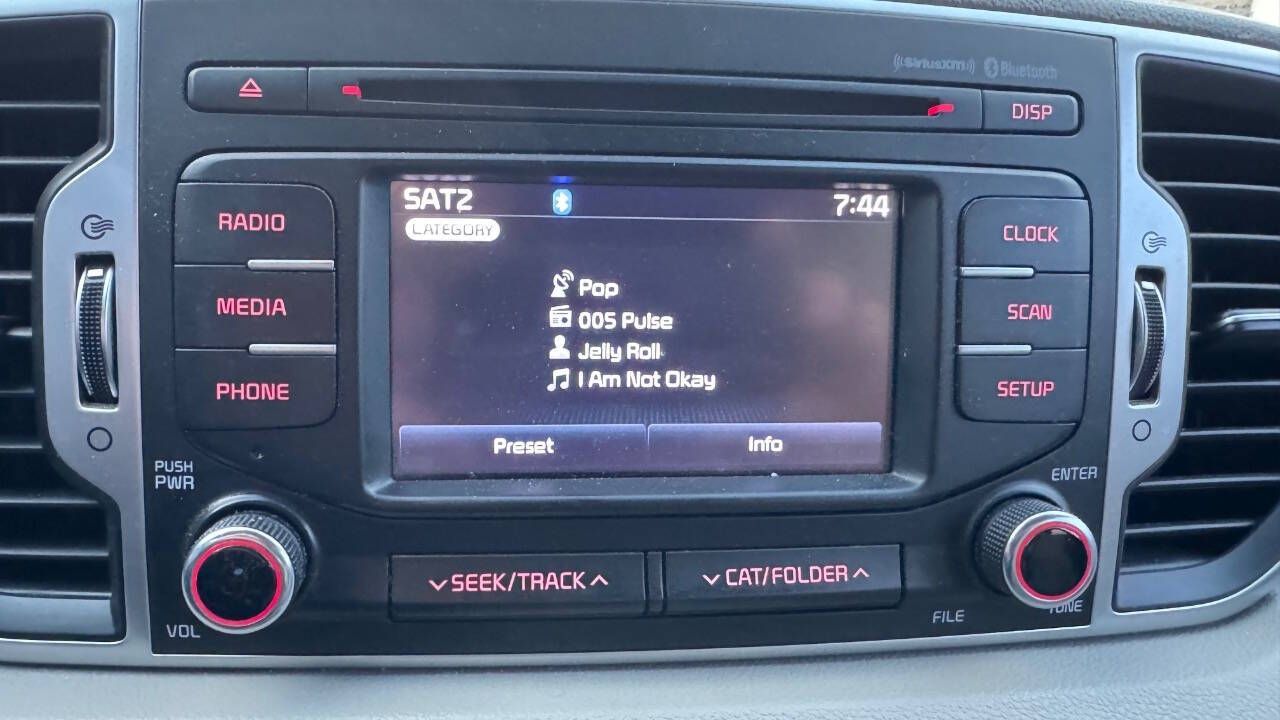 ((SiriusXM)) Bluetooth
DISP
SAT2 7:44
CATEGORY
RADIO
MEDIA
PHONE
Pop
005 Pulse
Jelly Roll
I Am Not Okay
Preset Info
CLOCK
SCAN
SETUP
PUSH
PWR
VOL
SEEK/TRACK
CAT/FOLDER
ENTER
FILE
TUNE